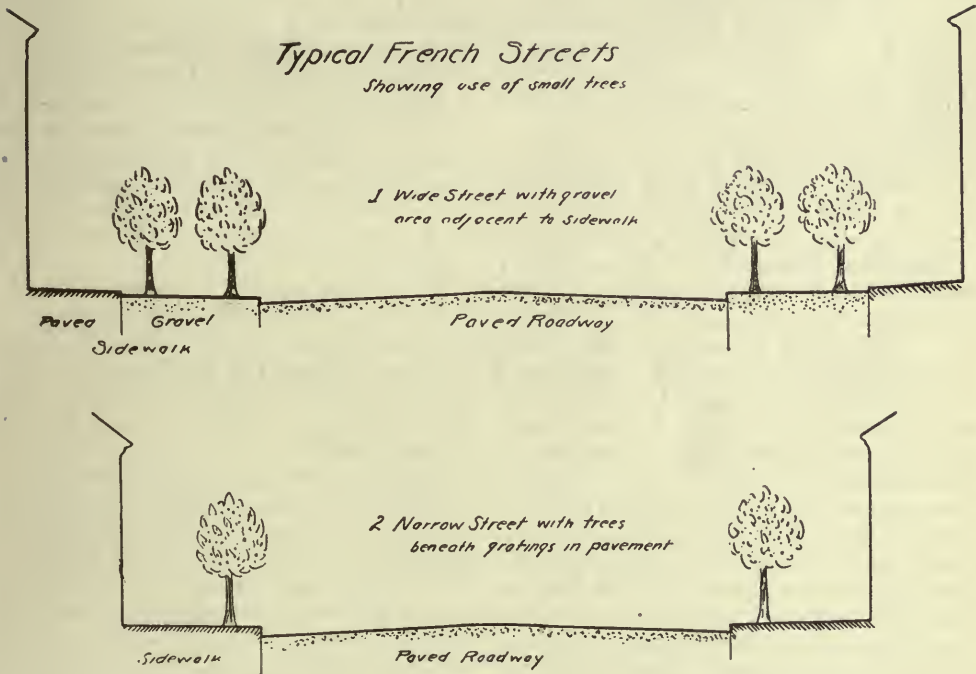 Typical French Streets
Showing use of small trees
1 Wide Street with gravel
area adjacent to sidewalk
Paved Gravel Paved Roadway
Sidewalk
2 Narrow Street with trees
beneath gratings in pavement
Sidewalk Paved Roadway